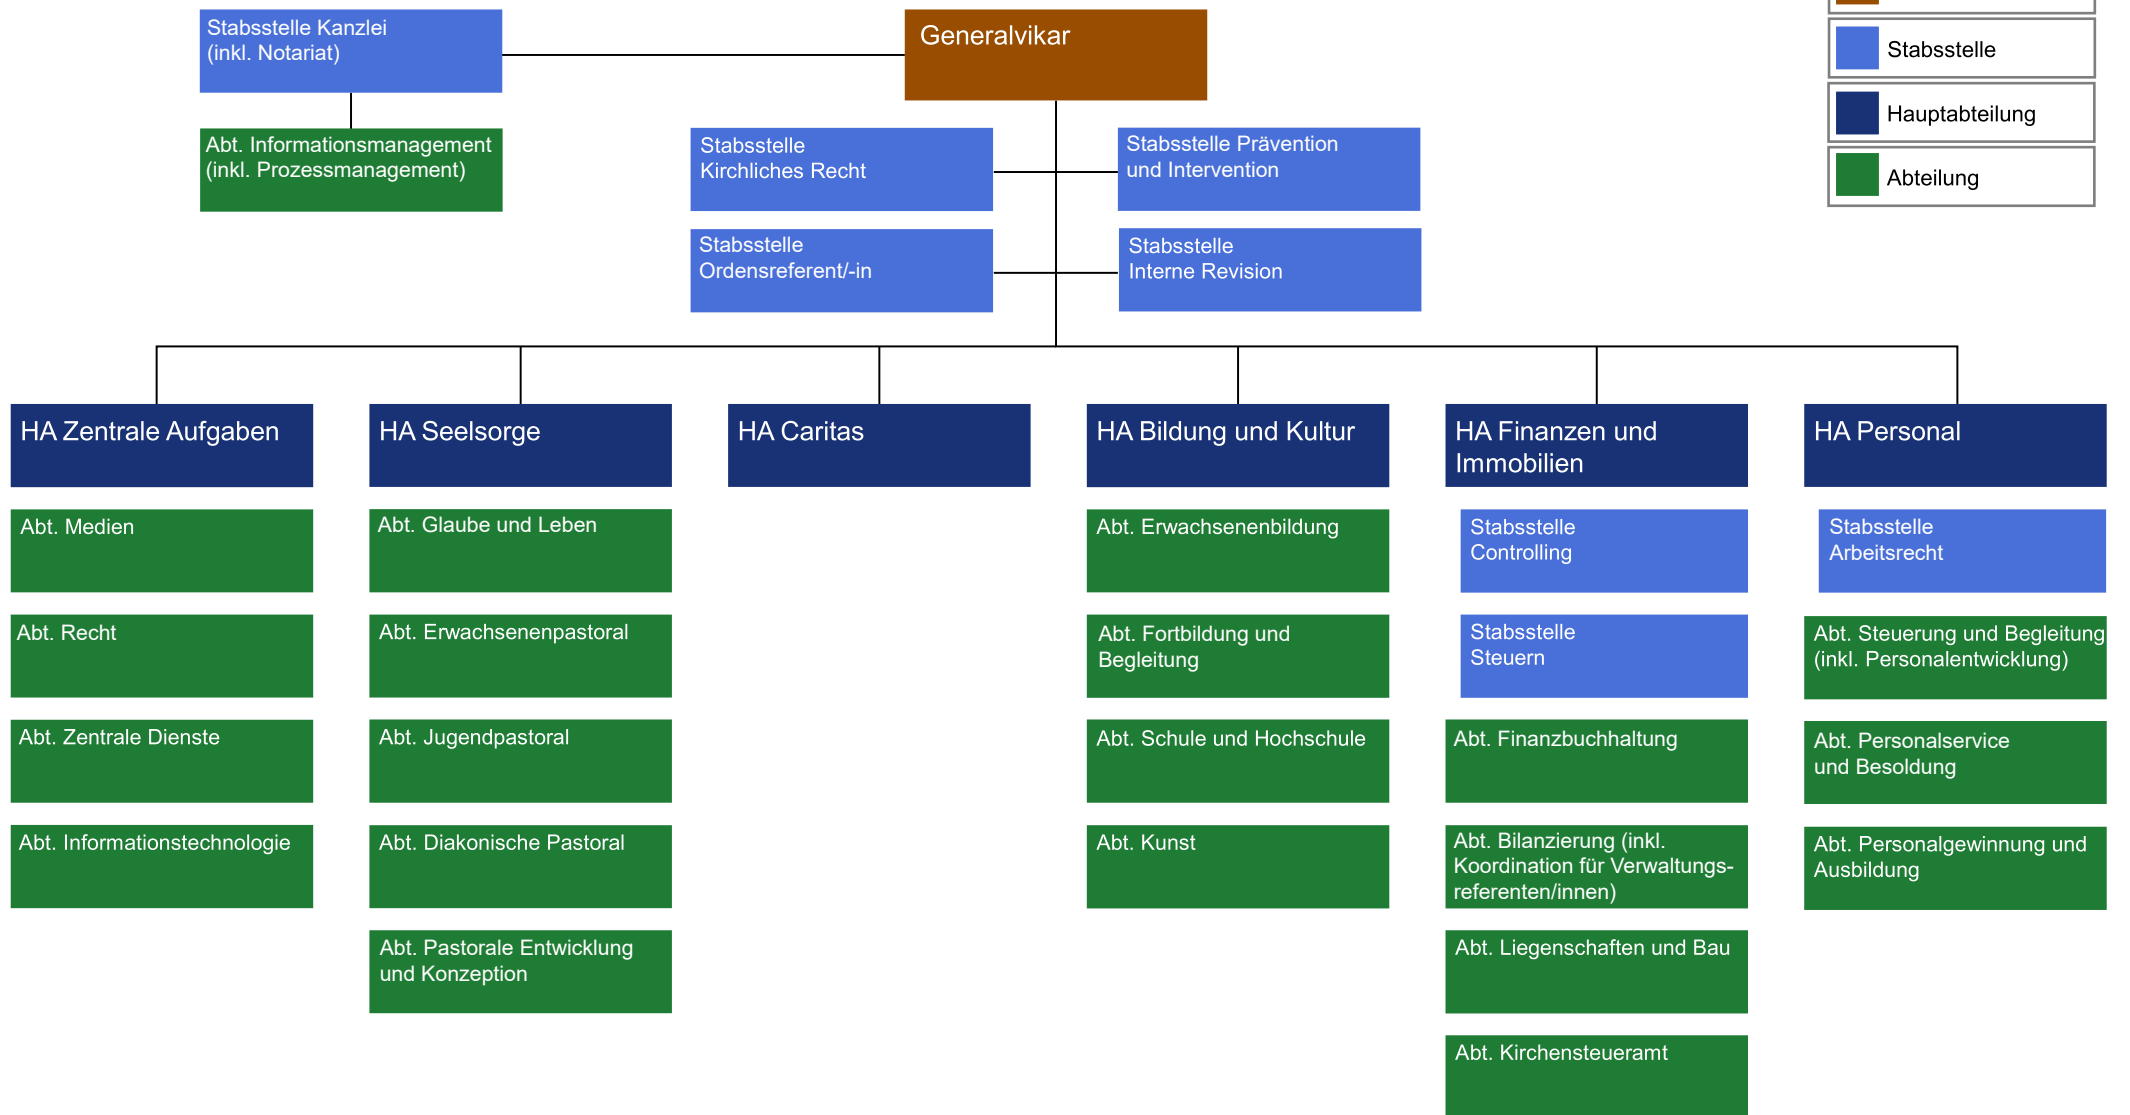 Stabsstelle Kanzlei
(inkl. Notariat)
Generalvikar
Stabsstelle
Hauptabteilung
Abteilung
Abt. Informationsmanagement
(inkl. Prozessmanagement)
Stabsstelle
Kirchliches Recht
Stabsstelle Prävention
und Intervention
Stabsstelle
Ordensreferent/-in
Stabsstelle
Interne Revision
HA Zentrale Aufgaben
Abt. Medien
Abt. Recht
Abt. Zentrale Dienste
Abt. Informationstechnologie
HA Seelsorge
Abt. Glaube und Leben
Abt. Erwachsenenpastoral
Abt. Jugendpastoral
Abt. Diakonische Pastoral
Abt. Pastorale Entwicklung
und Konzeption
HA Caritas
HA Bildung und Kultur
Abt. Erwachsenenbildung
Abt. Fortbildung und
Begleitung
Abt. Schule und Hochschule
Abt. Kunst
HA Finanzen und
Immobilien
Stabsstelle
Controlling
Stabsstelle
Steuern
Abt. Finanzbuchhaltung
Abt. Bilanzierung (inkl.
Koordination für Verwaltungs-
referenten/innen)
Abt. Liegenschaften und Bau
Abt. Kirchensteueramt
HA Personal
Stabsstelle
Arbeitsrecht
Abt. Steuerung und Begleitung
(inkl. Personalentwicklung)
Abt. Personalservice
und Besoldung
Abt. Personalgewinnung und
Ausbildung